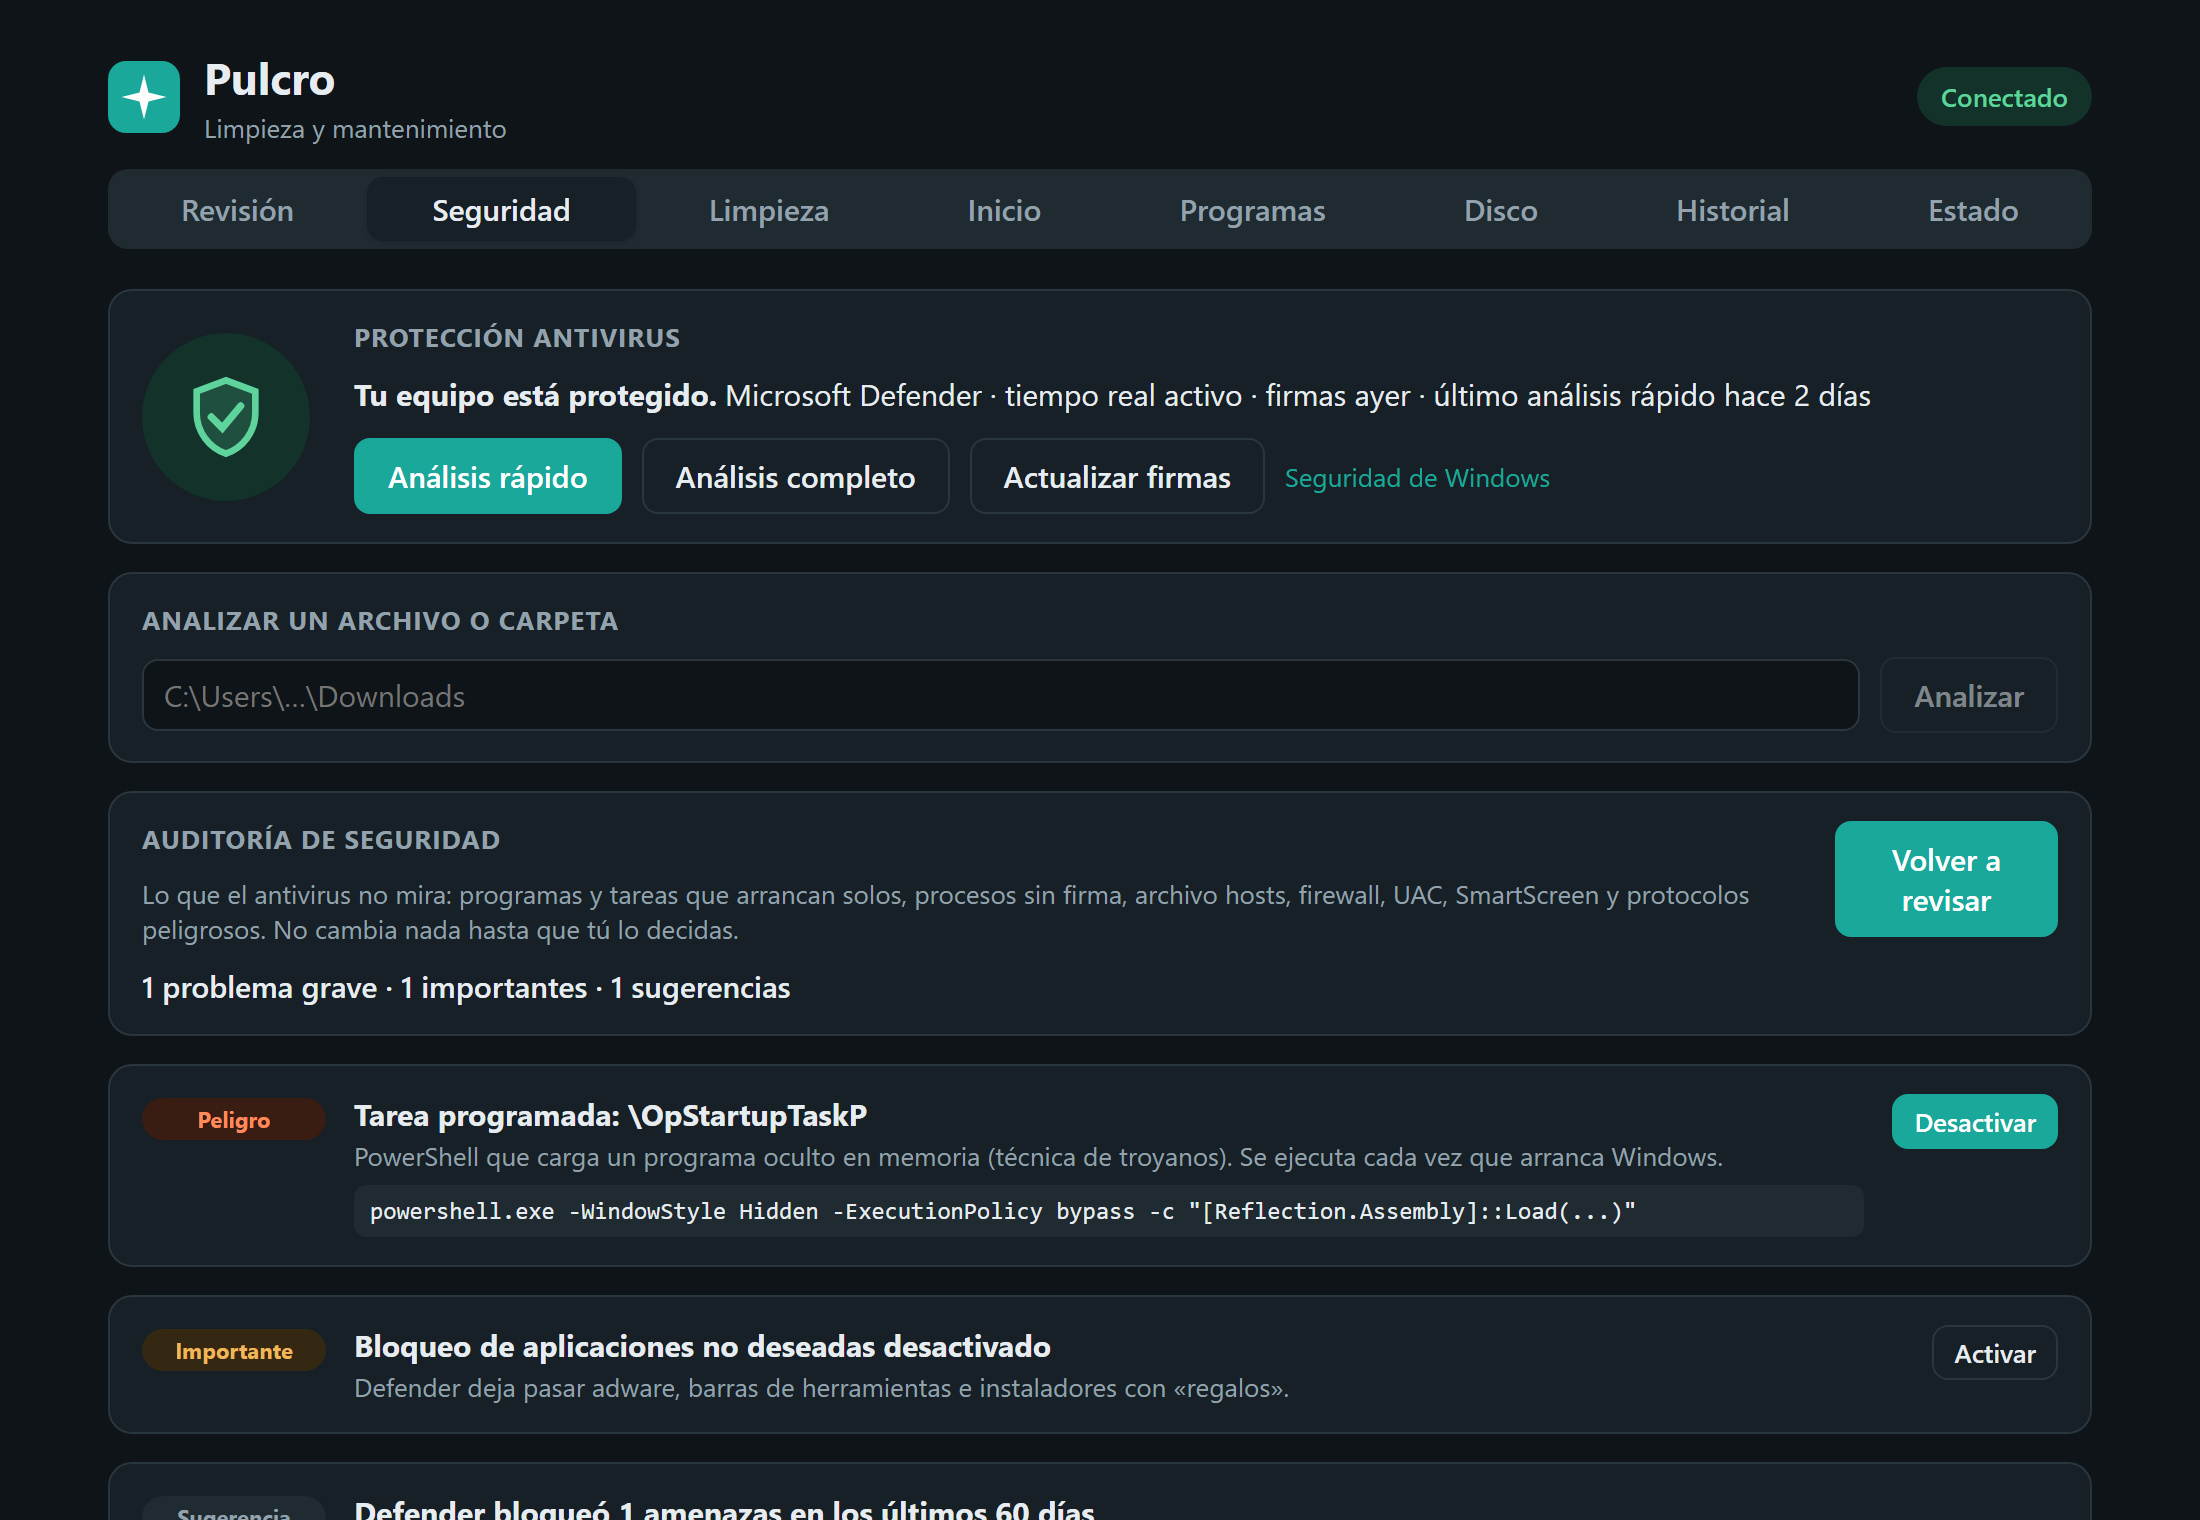 Pulcro
Limpieza y mantenimiento
Conectado
Revisión
Seguridad
Limpieza
Inicio
Programas
Disco
Historial
Estado
PROTECCIÓN ANTIVIRUS
Tu equipo está protegido. Microsoft Defender · tiempo real activo · firmas ayer · último análisis rápido hace 2 días
Análisis rápido
Análisis completo
Actualizar firmas
Seguridad de Windows
ANALIZAR UN ARCHIVO O CARPETA
C:\Users\...\Downloads
Analizar
AUDITORÍA DE SEGURIDAD
Lo que el antivirus no mira: programas y tareas que arrancan solos, procesos sin firma, archivo hosts, firewall, UAC, SmartScreen y protocolos
peligrosos. No cambia nada hasta que tú lo decidas.
1 problema grave · 1 importantes · 1 sugerencias
Volver a
revisar
Peligro
Tarea programada: \OpStartupTaskP
PowerShell que carga un programa oculto en memoria (técnica de troyanos). Se ejecuta cada vez que arranca Windows.
powershell.exe -WindowStyle Hidden -ExecutionPolicy bypass -c "[Reflection.Assembly]::Load(...)"
Desactivar
Importante
Bloqueo de aplicaciones no deseadas desactivado
Defender deja pasar adware, barras de herramientas e instaladores con «regalos».
Activar
Sugerencia
Defender bloqueó 1 amenazas en los últimos 60 días